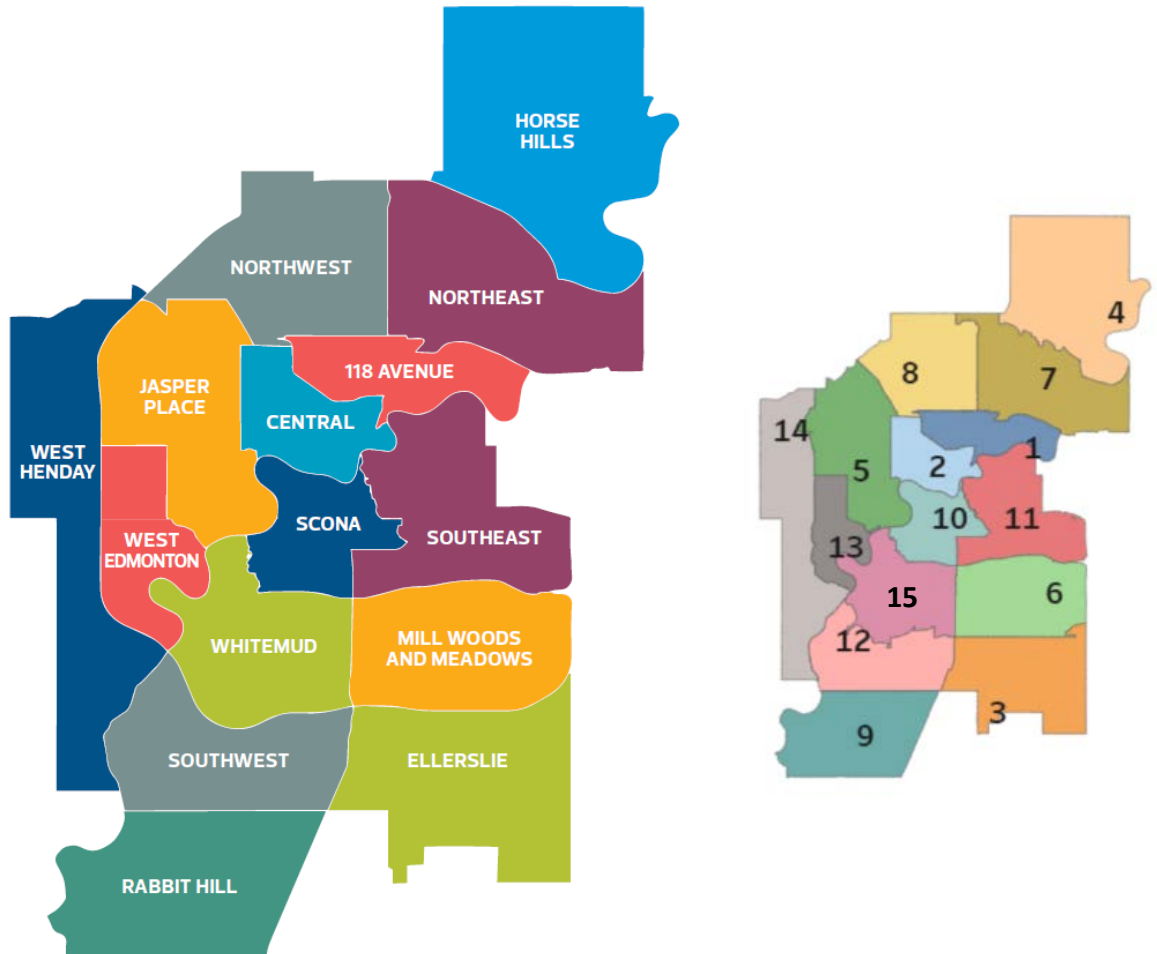 HORSE
HILLS
NORTHWEST
NORTHEAST
118 AVENUE
JASPER
PLACE
CENTRAL
WEST
HENDAY
SCONA
SOUTHEAST
WEST
EDMONTON
WHITEMUD
MILL WOODS
AND MEADOWS
SOUTHWEST
ELLERSLIE
RABBIT HILL
4
8
7
14
1
2
5
10
11
13
15
6
12
3
9